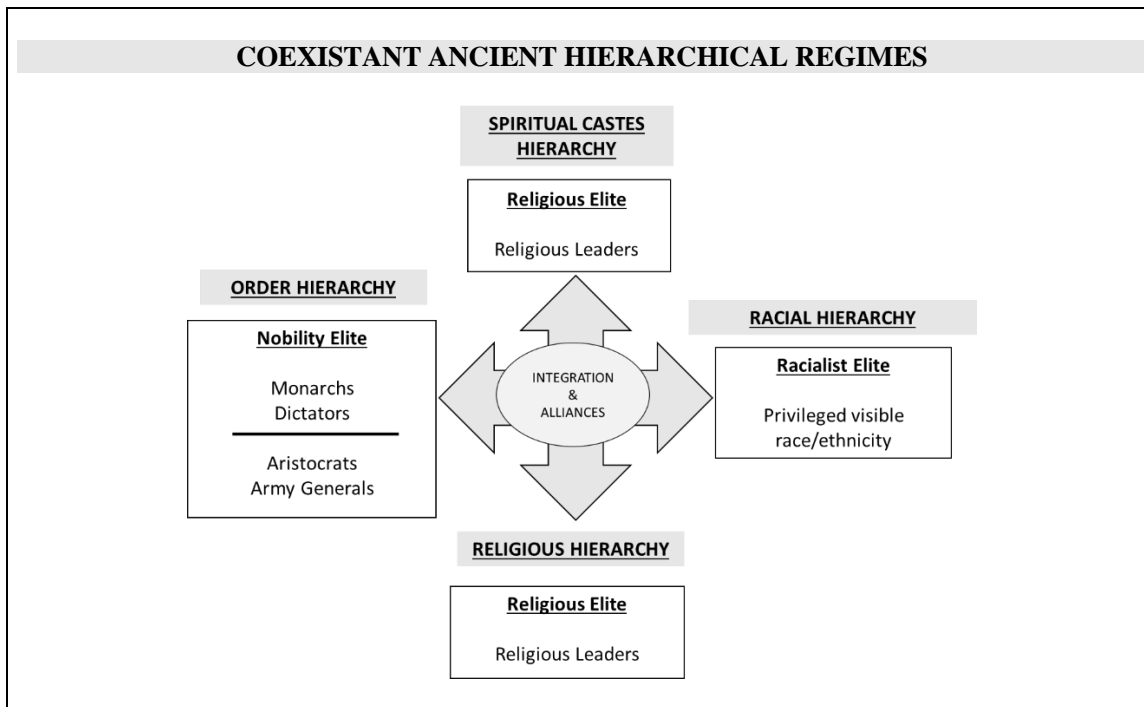 COEXISTANT ANCIENT HIERARCHICAL REGIMES
SPIRITUAL CASTES
HIERARCHY
Religious Elite
Religious Leaders
ORDER HIERARCHY
Nobility Elite
Monarchs
Dictators
Aristocrats
Army Generals
INTEGRATION
&
ALLIANCES
RACIAL HIERARCHY
Racialist Elite
Privileged visible
race/ethnicity
RELIGIOUS HIERARCHY
Religious Elite
Religious Leaders